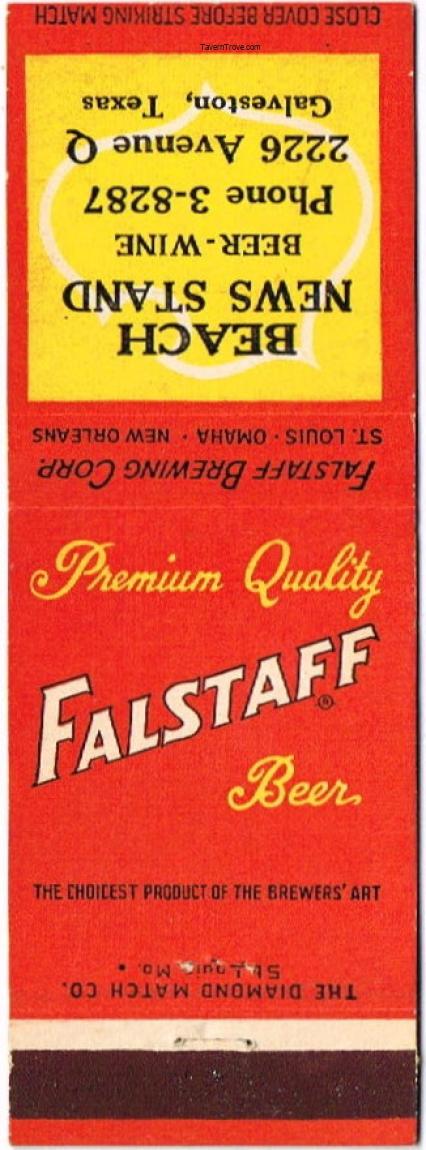 CLOSE COVER BEFORE STRIKING MATCH
TavernTrove.com
BEACH
NEWS STAND
BEER-WINE
Phone 3-8287
2226 Avenue Q
Galveston, Texas
FALSTAFF BREWING CORP.
ST. LOUIS · OMAHA · NEW ORLEANS
Premium Quality
FALSTAFF®
Beer
THE CHOICEST PRODUCT OF THE BREWERS' ART
THE DIAMOND MATCH CO.
St. Louis, Mo. •